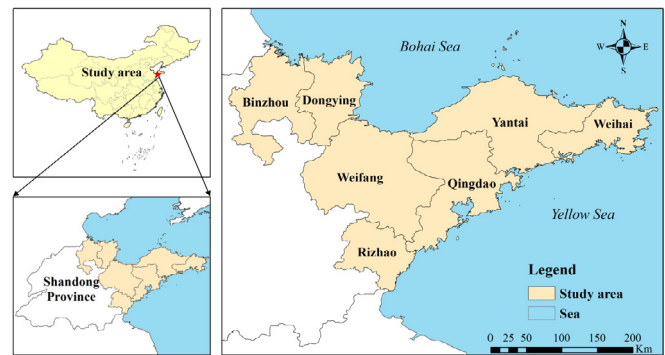 Study area
Shandong
Province
Bohai Sea
N
W
E
S
Binzhou
Dongying
Yantai
Weihai
Weifang
Qingdao
Yellow Sea
Rizhao
Legend
Study area
Sea
0 25 50 100 150 200
Km